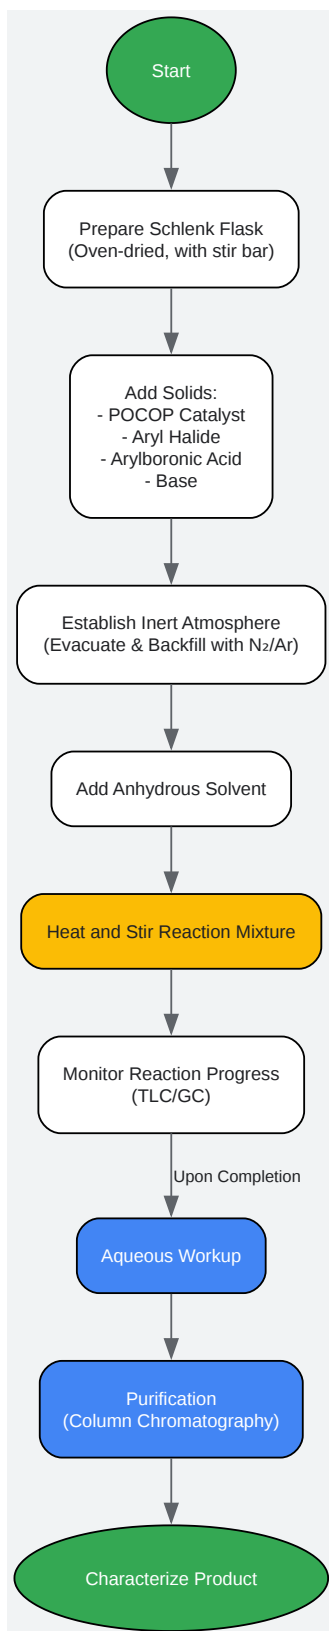 Start
Prepare Schlenk Flask
(Oven-dried, with stir bar)
Add Solids:
- POCOP Catalyst
- Aryl Halide
- Arylboronic Acid
- Base
Establish Inert Atmosphere
(Evacuate & Backfill with N₂/Ar)
Add Anhydrous Solvent
Heat and Stir Reaction Mixture
Monitor Reaction Progress
(TLC/GC)
Upon Completion
Aqueous Workup
Purification
(Column Chromatography)
Characterize Product